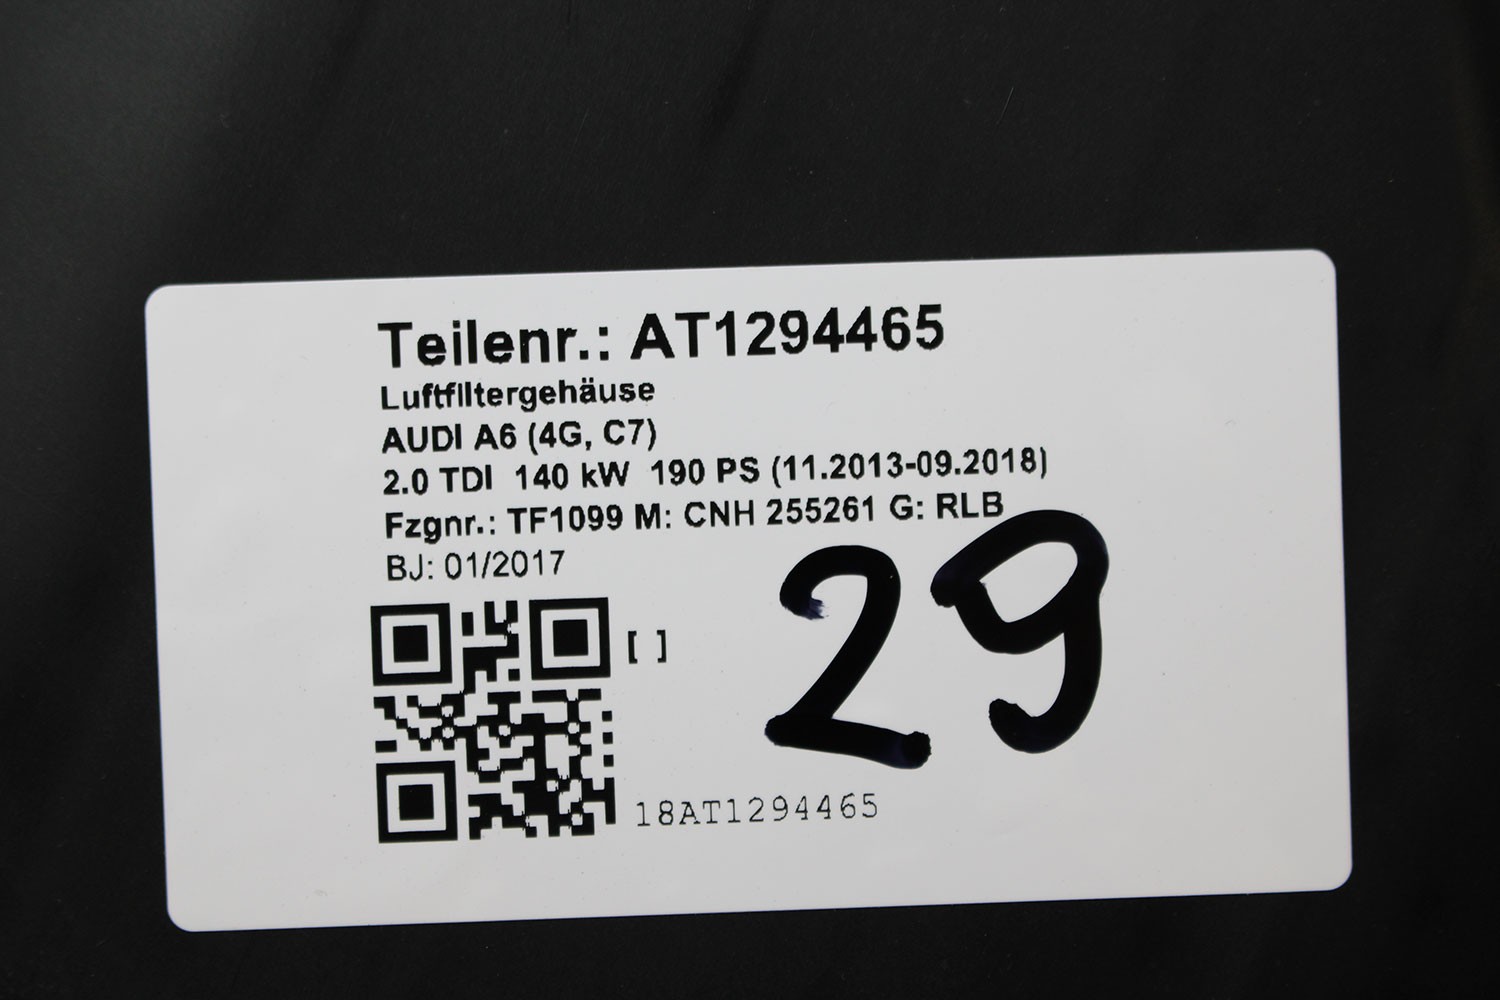 Teilenr.: AT1294465
Luftfiltergehäuse
AUDI A6 (4G, C7)
2.0 TDI 140 kW 190 PS (11.2013-09.2018)
Fzgnr.: TF1099 M: CNH 255261 G: RLB
BJ: 01/2017
[ ]
29
18AT1294465